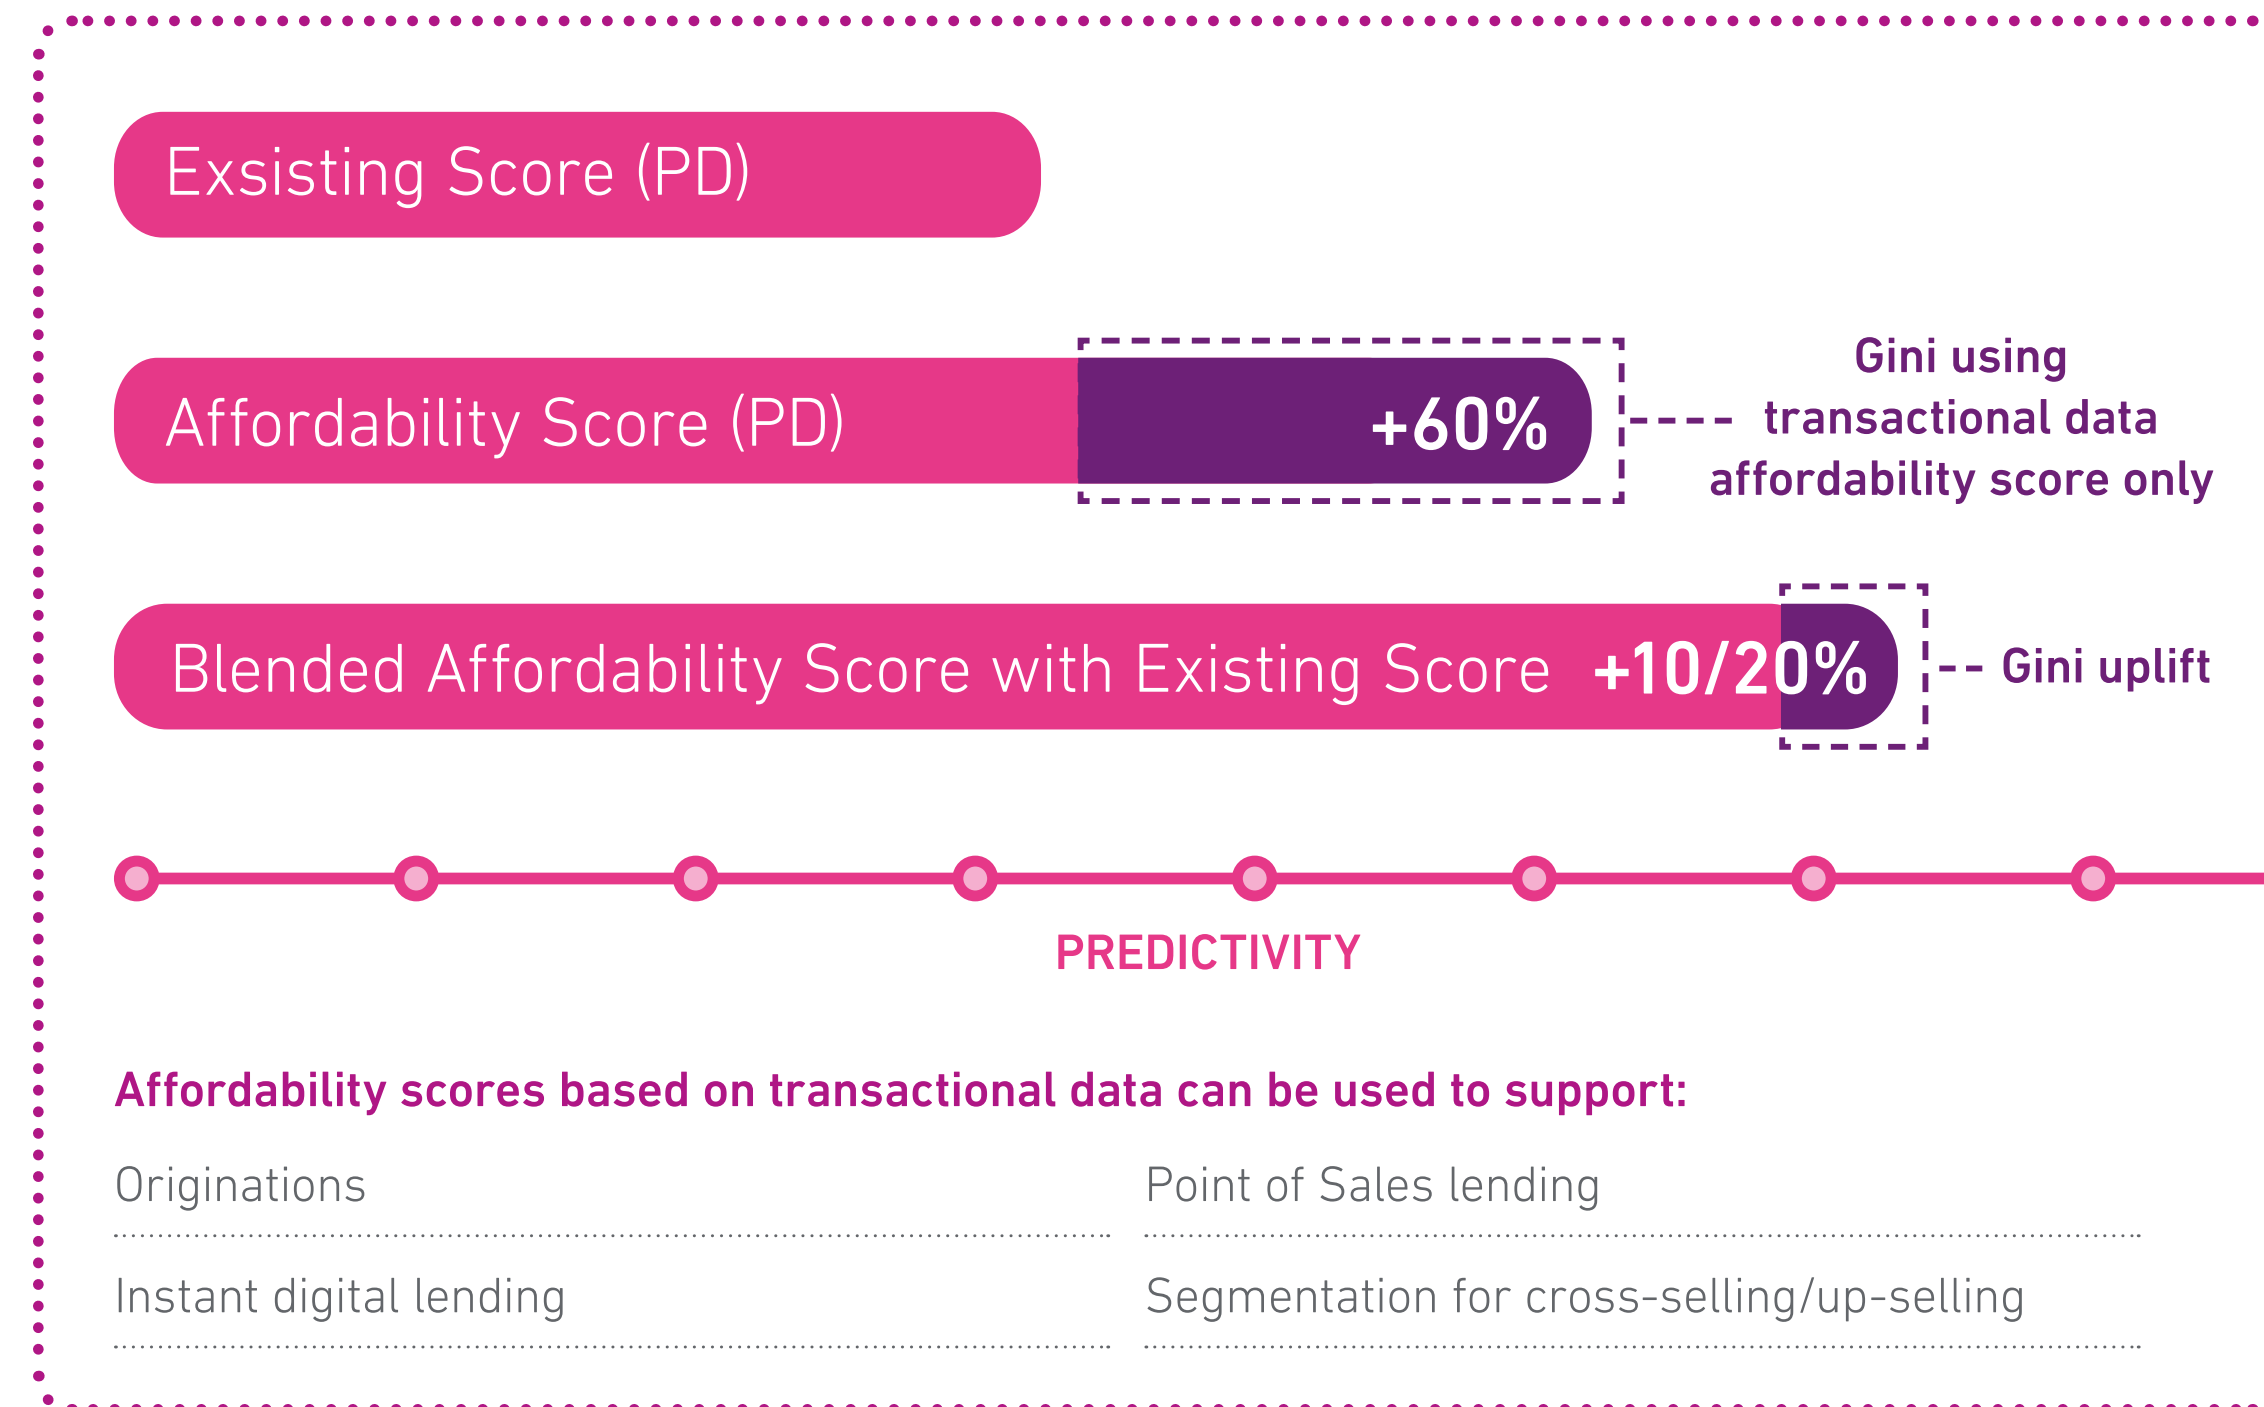 Exsisting Score (PD)
Affordability Score (PD) +60%
Gini using
transactional data
affordability score only
Blended Affordability Score with Existing Score +10/20%
Gini uplift
PREDICTIVITY
Affordability scores based on transactional data can be used to support:
Originations
Point of Sales lending
Instant digital lending
Segmentation for cross-selling/up-selling